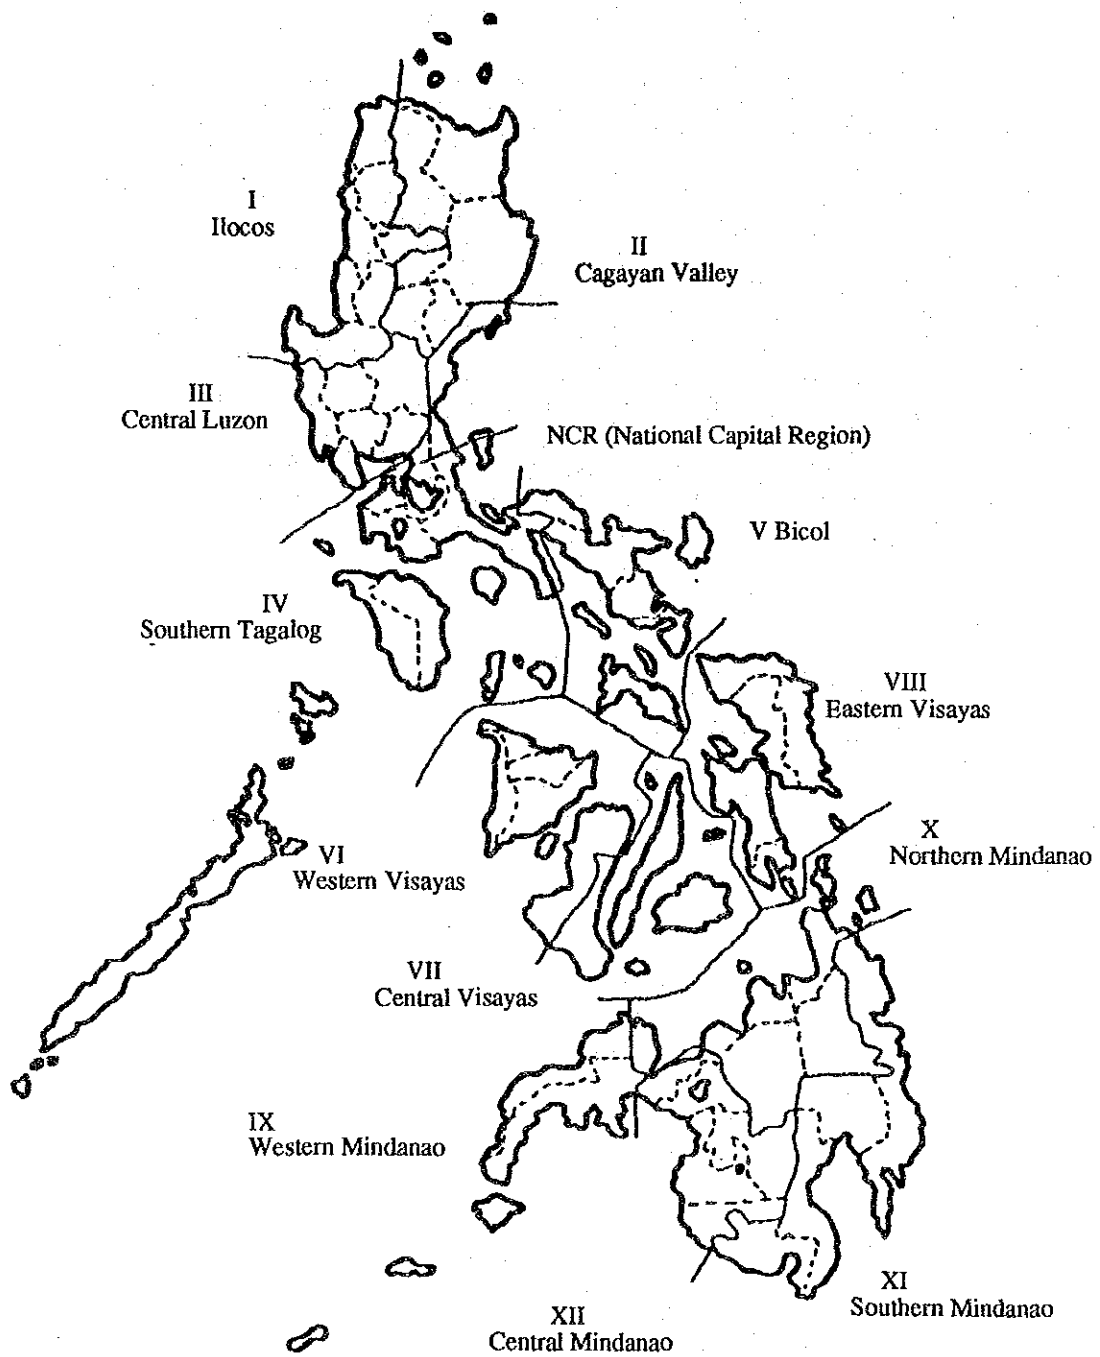 I
Ilocos
II
Cagayan Valley
III
Central Luzon
NCR (National Capital Region)
V Bicol
IV
Southern Tagalog
VIII
Eastern Visayas
X
Northern Mindanao
VI
Western Visayas
VII
Central Visayas
IX
Western Mindanao
XI
Southern Mindanao
XII
Central Mindanao